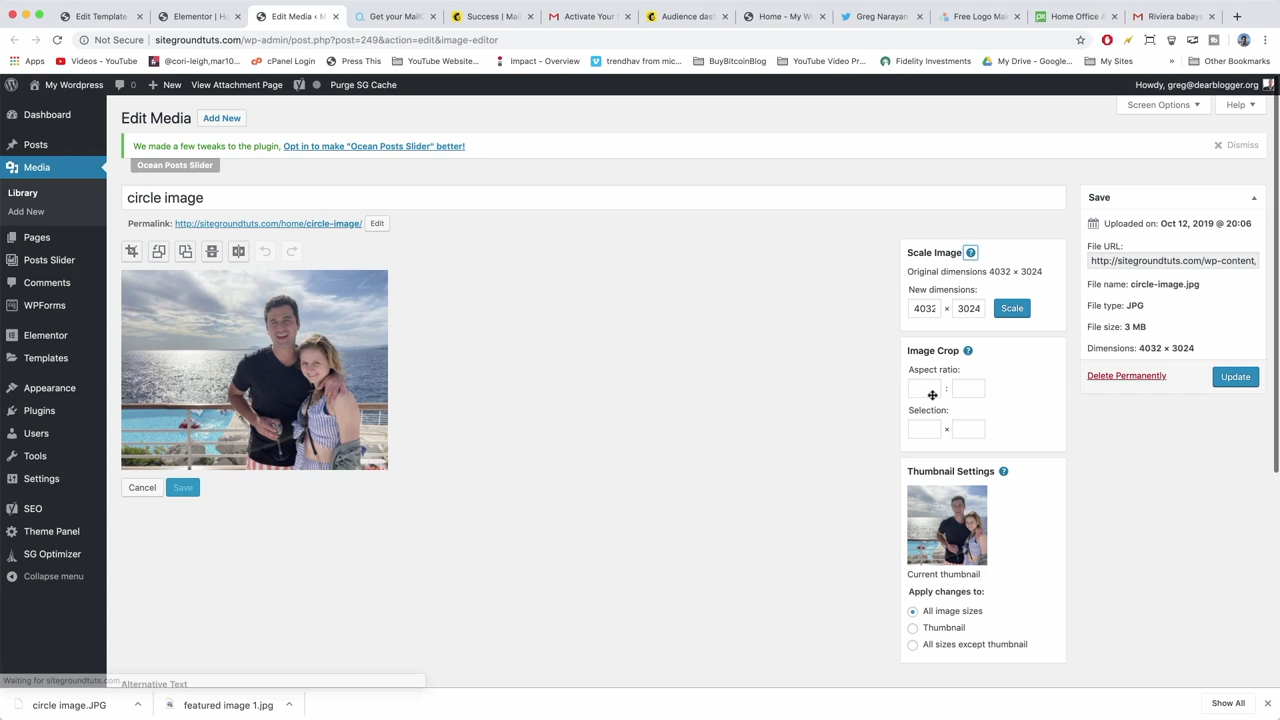 Edit Template
Elementor | Ho
Edit Media ‹ M
Get your MailC
Success | Mail
Activate Your
Audience das
Home – My W
Greg Narayan
Free Logo Mak
Home Office A
Riviera babays
Not Secure | sitegroundtuts.com/wp-admin/post.php?post=249&action=edit&image-editor
Apps
Videos - YouTube
@cori-leigh,mar10...
cPanel Login
Press This
YouTube Website...
Impact - Overview
trendhav from mic...
BuyBitcoinBlog
YouTube Video Pr...
Fidelity Investments
My Drive - Google...
My Sites
»
Other Bookmarks
My Wordpress
0
+ New
View Attachment Page
Purge SG Cache
Howdy, greg@dearblogger.org
Dashboard
Posts
Media
Library
Add New
Pages
Posts Slider
Comments
WPForms
Elementor
Templates
Appearance
Plugins
Users
Tools
Settings
SEO
Theme Panel
SG Optimizer
Collapse menu
Edit Media
Add New
Screen Options
Help
We made a few tweaks to the plugin, Opt in to make "Ocean Posts Slider" better!
Dismiss
Ocean Posts Slider
circle image
Permalink: http://sitegroundtuts.com/home/circle-image/
Edit
Cancel
Save
Scale Image
Original dimensions 4032 × 3024
New dimensions:
4032 × 3024
Scale
Image Crop
Aspect ratio:
:
Selection:
×
Thumbnail Settings
Current thumbnail
Apply changes to:
All image sizes
Thumbnail
All sizes except thumbnail
Save
Uploaded on: Oct 12, 2019 @ 20:06
File URL:
http://sitegroundtuts.com/wp-content,
File name: circle-image.jpg
File type: JPG
File size: 3 MB
Dimensions: 4032 × 3024
Delete Permanently
Update
Waiting for sitegroundtuts.com...
Alternative Text
circle image.JPG
featured image 1.jpg
Show All